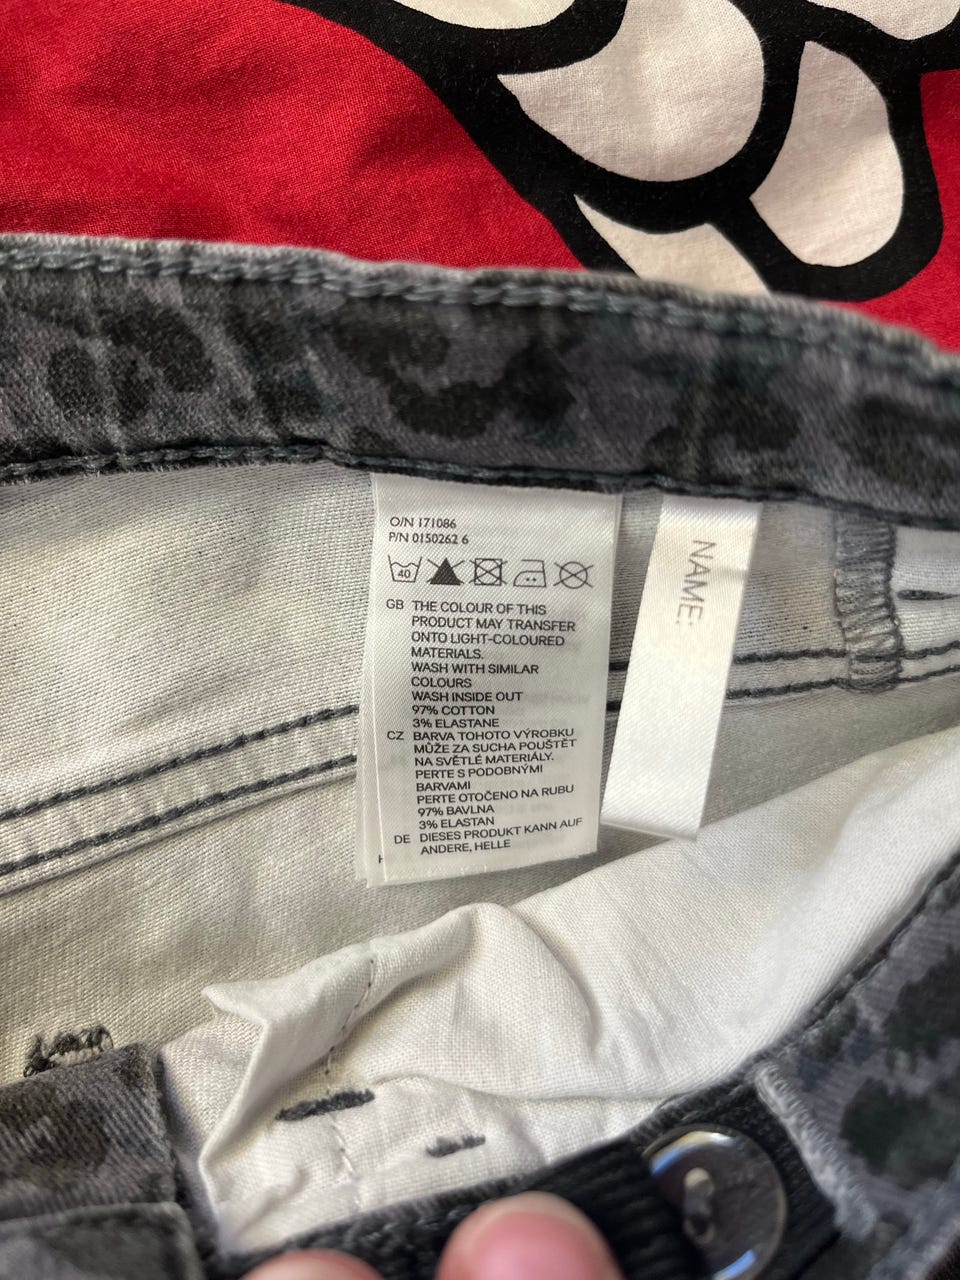 O/N 171086
P/N 0150262 6
40
GB THE COLOUR OF THIS
PRODUCT MAY TRANSFER
ONTO LIGHT-COLOURED
MATERIALS.
WASH WITH SIMILAR
COLOURS
WASH INSIDE OUT
97% COTTON
3% ELASTANE
CZ BARVA TOHOTO VÝROBKU
MŮŽE ZA SUCHA POUŠTĚT
NA SVĚTLÉ MATERIÁLY.
PERTE S PODOBNÝMI
BARVAMI
PERTE OTOČENO NA RUBU
97% BAVLNA
3% ELASTAN
DE DIESES PRODUKT KANN AUF
ANDERE, HELLE
NAME: